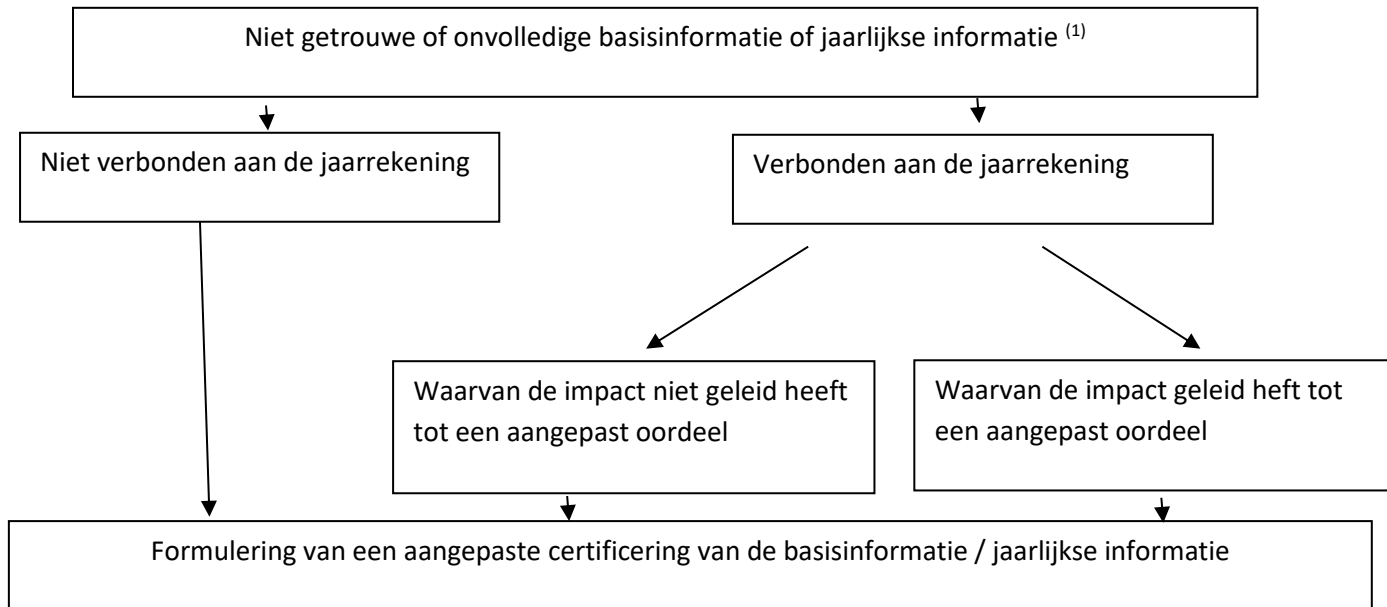 Niet getrouwe of onvolledige basisinformatie of jaarlijkse informatie (1)
Niet verbonden aan de jaarrekening
Verbonden aan de jaarrekening
Waarvan de impact niet geleid heeft
tot een aangepast oordeel
Waarvan de impact geleid heft tot
een aangepast oordeel
Formulering van een aangepaste certificering van de basisinformatie / jaarlijkse informatie